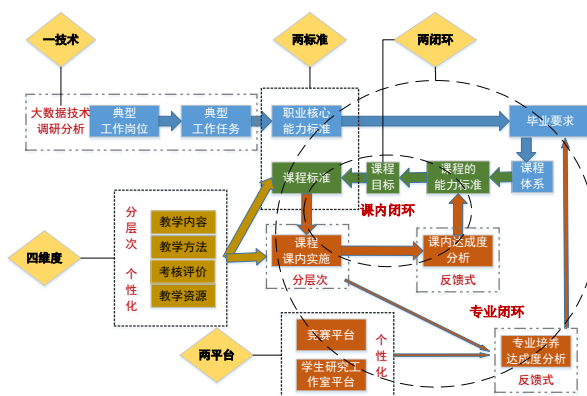 一技术
两标准
两闭环
大数据技术
调研分析
典型
工作岗位
典型
工作任务
职业核心
能力标准
毕业要求
课程标准
课程
目标
课程的
能力标准
课程
体系
课内闭环
分层次
个性化
教学内容
教学方法
考核评价
教学资源
四维度
课程
课内实施
分层次
课内达成度
分析
反馈式
专业闭环
两平台
竞赛平台
学生研究工
作室平台
个性化
专业培养
达成度分析
反馈式